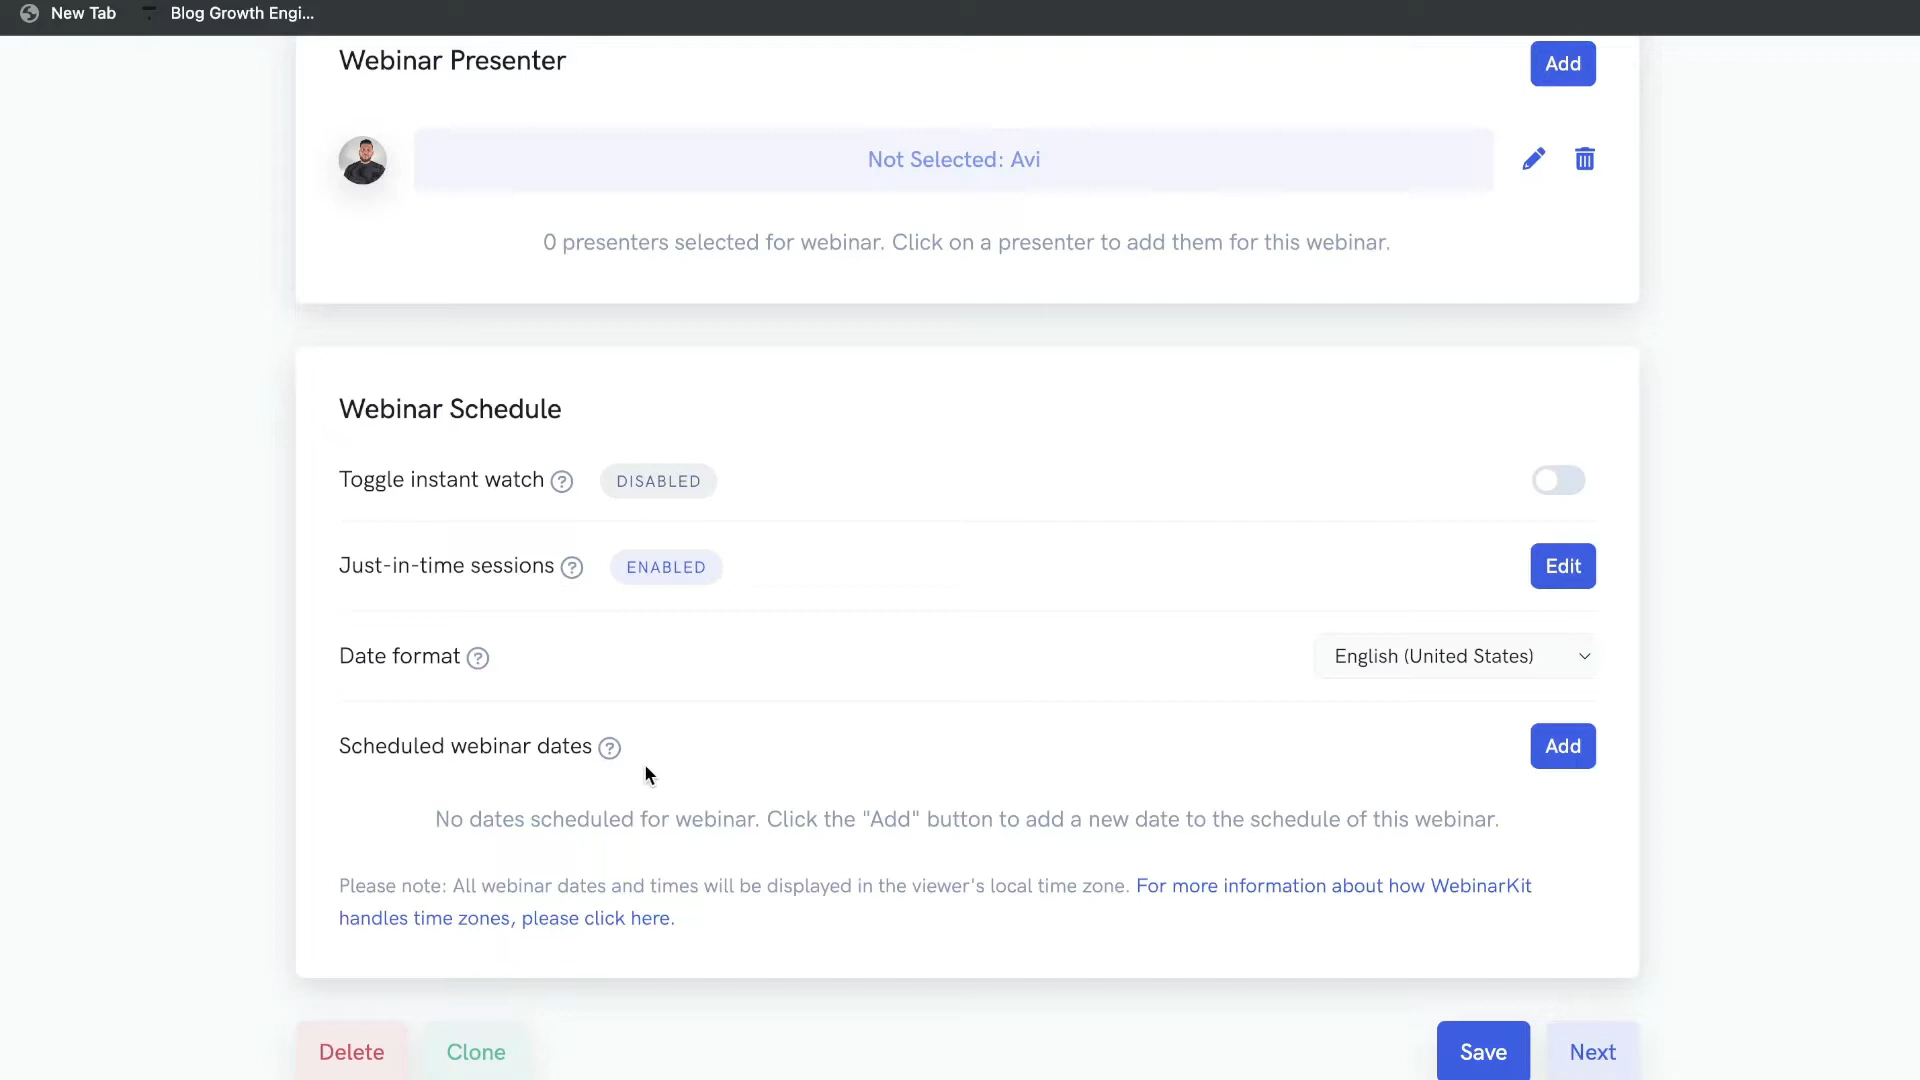 New Tab
Blog Growth Engi...
Webinar Presenter
Add
Not Selected: Avi
0 presenters selected for webinar. Click on a presenter to add them for this webinar.
Webinar Schedule
Toggle instant watch ? DISABLED
Just-in-time sessions ? ENABLED
Edit
Date format ?
English (United States)
Scheduled webinar dates ?
Add
No dates scheduled for webinar. Click the "Add" button to add a new date to the schedule of this webinar.
Please note: All webinar dates and times will be displayed in the viewer's local time zone. For more information about how WebinarKit
handles time zones, please click here.
Delete
Clone
Save
Next